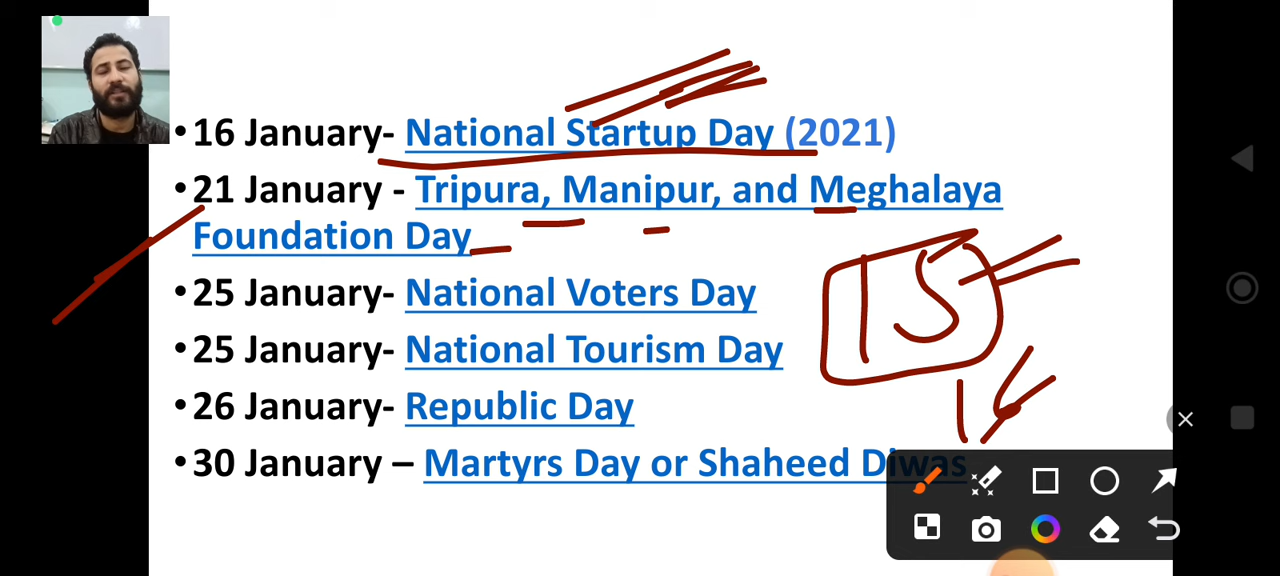 • 16 January- National Startup Day (2021)
• 21 January - Tripura, Manipur, and Meghalaya
Foundation Day
• 25 January- National Voters Day
• 25 January- National Tourism Day
• 26 January- Republic Day
• 30 January – Martyrs Day or Shaheed Diwas
15
16